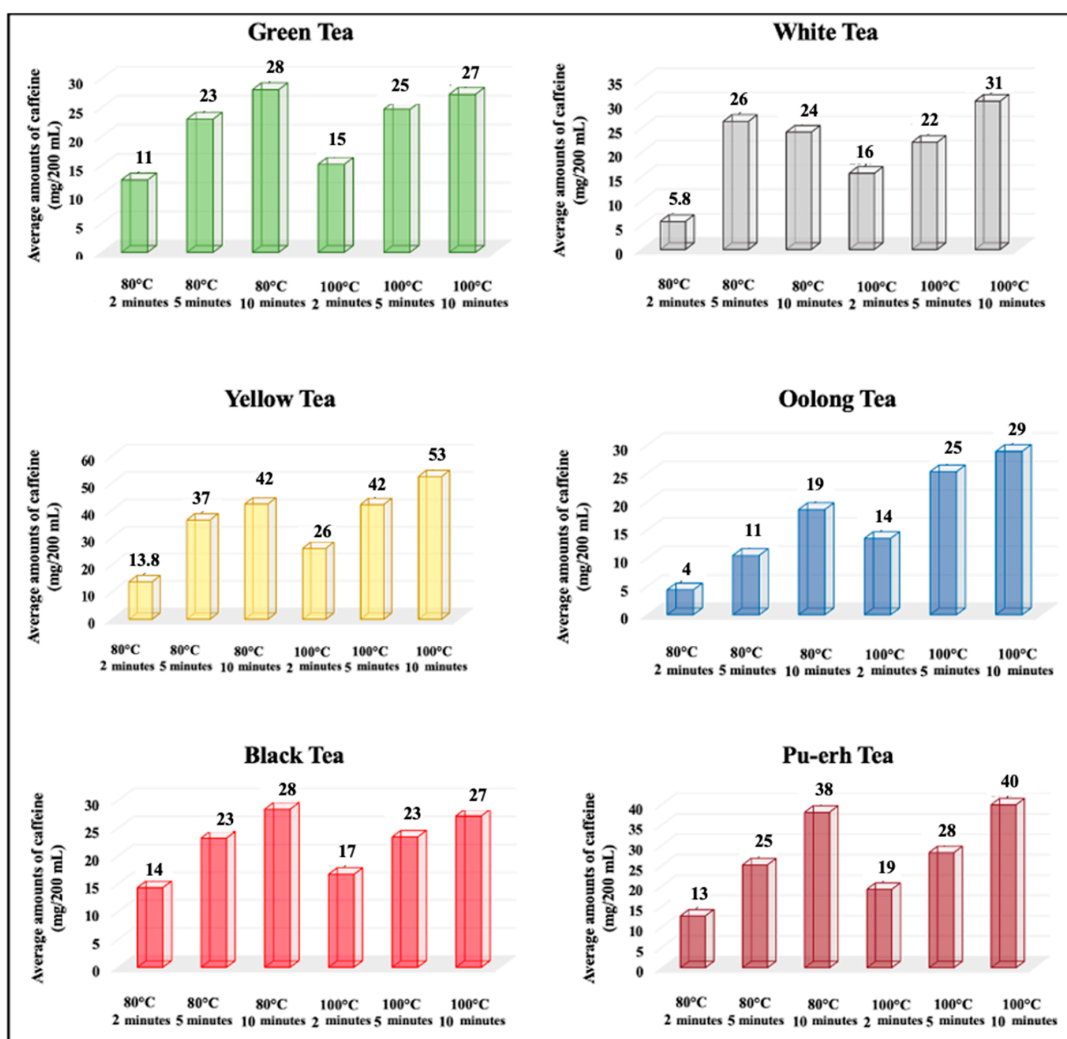 Green Tea
Average amounts of caffeine
(mg/200 mL)
30
25
20
15
10
5
0
11
23
28
15
25
27
80°C
2 minutes
80°C
5 minutes
80°C
10 minutes
100°C
2 minutes
100°C
5 minutes
100°C
10 minutes
White Tea
Average amounts of caffeine
(mg/200 mL)
35
30
25
20
15
10
5
0
5.8
26
24
16
22
31
80°C
2 minutes
80°C
5 minutes
80°C
10 minutes
100°C
2 minutes
100°C
5 minutes
100°C
10 minutes
Yellow Tea
Average amounts of caffeine
(mg/200 mL)
60
50
40
30
20
10
0
13.8
37
42
26
42
53
80°C
2 minutes
80°C
5 minutes
80°C
10 minutes
100°C
2 minutes
100°C
5 minutes
100°C
10 minutes
Oolong Tea
Average amounts of caffeine
(mg/200 mL)
30
25
20
15
10
5
0
4
11
19
14
25
29
80°C
2 minutes
80°C
5 minutes
80°C
10 minutes
100°C
2 minutes
100°C
5 minutes
100°C
10 minutes
Black Tea
Average amounts of caffeine
(mg/200 mL)
30
25
20
15
10
5
0
14
23
28
17
23
27
80°C
2 minutes
80°C
5 minutes
80°C
10 minutes
100°C
2 minutes
100°C
5 minutes
100°C
10 minutes
Pu-erh Tea
Average amounts of caffeine
(mg/200 mL)
40
35
30
25
20
15
10
5
0
13
25
38
19
28
40
80°C
2 minutes
80°C
5 minutes
80°C
10 minutes
100°C
2 minutes
100°C
5 minutes
100°C
10 minutes